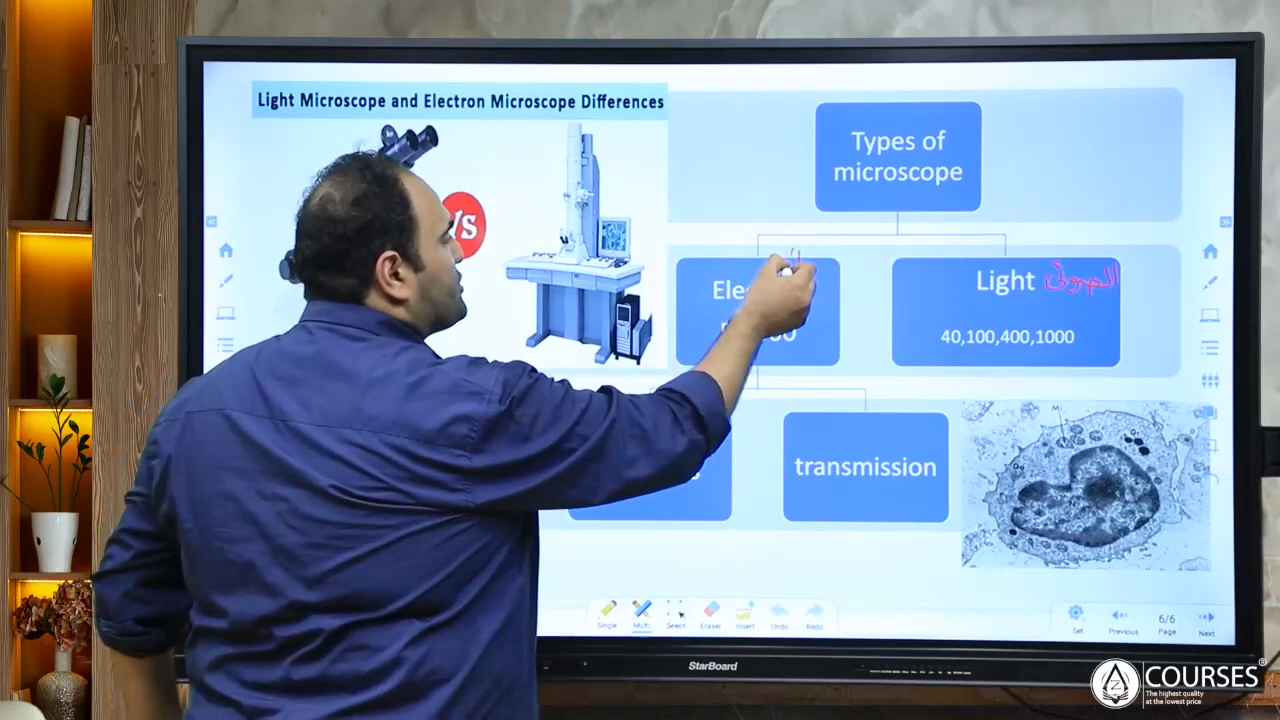 Light Microscope and Electron Microscope Differences
Types of
microscope
Light الضوئي
40,100,400,1000
transmission
M
Single
Multi
Select
Eraser
Insert
Undo
Redo
Set
Previous
6/6
Page
Next
StarBoard
COURSES®
The highest quality
at the lowest price